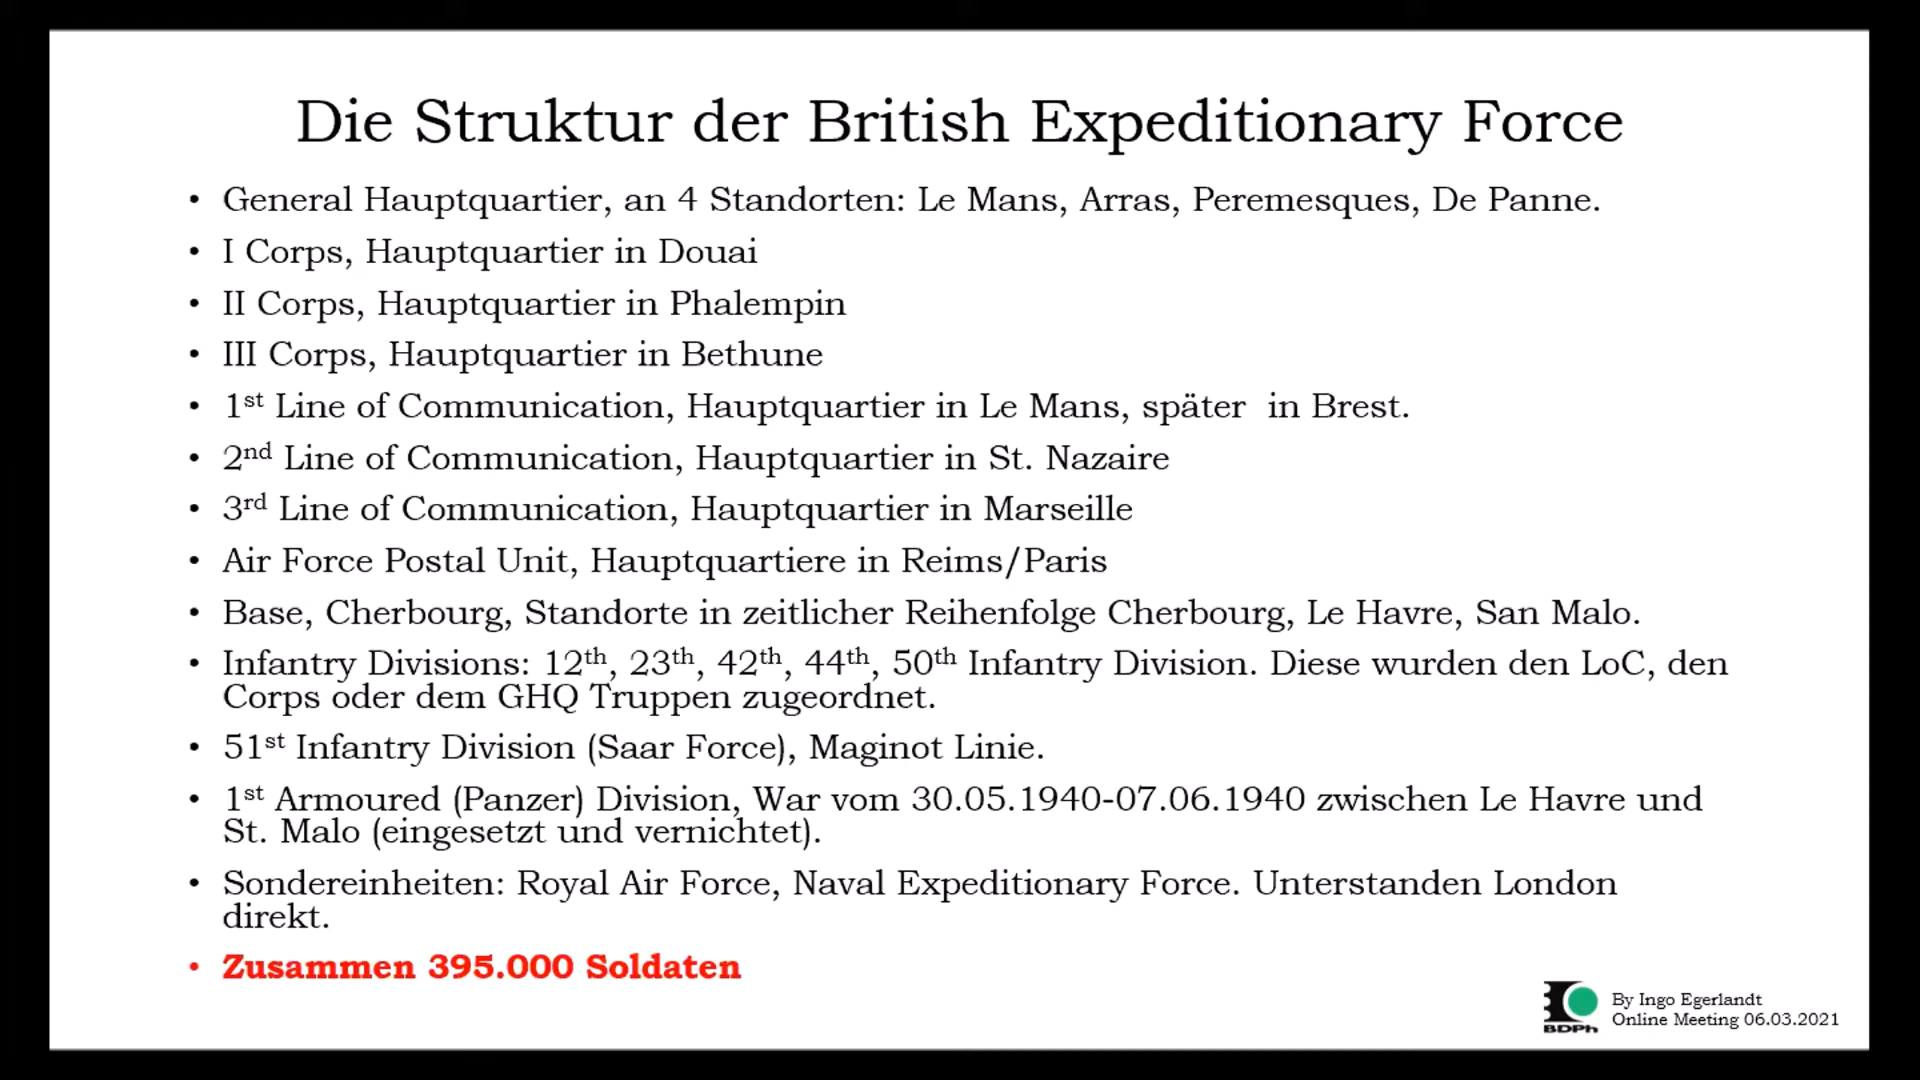 Die Struktur der British Expeditionary Force
• General Hauptquartier, an 4 Standorten: Le Mans, Arras, Peremesques, De Panne.
• I Corps, Hauptquartier in Douai
• II Corps, Hauptquartier in Phalempin
• III Corps, Hauptquartier in Bethune
• 1st Line of Communication, Hauptquartier in Le Mans, später  in Brest.
• 2nd Line of Communication, Hauptquartier in St. Nazaire
• 3rd Line of Communication, Hauptquartier in Marseille
• Air Force Postal Unit, Hauptquartiere in Reims/Paris
• Base, Cherbourg, Standorte in zeitlicher Reihenfolge Cherbourg, Le Havre, San Malo.
• Infantry Divisions: 12th, 23th, 42th, 44th, 50th Infantry Division. Diese wurden den LoC, den
Corps oder dem GHQ Truppen zugeordnet.
• 51st Infantry Division (Saar Force), Maginot Linie.
• 1st Armoured (Panzer) Division, War vom 30.05.1940-07.06.1940 zwischen Le Havre und
St. Malo (eingesetzt und vernichtet).
• Sondereinheiten: Royal Air Force, Naval Expeditionary Force. Unterstanden London
direkt.
• Zusammen 395.000 Soldaten
BDPh
By Ingo Egerlandt
Online Meeting 06.03.2021